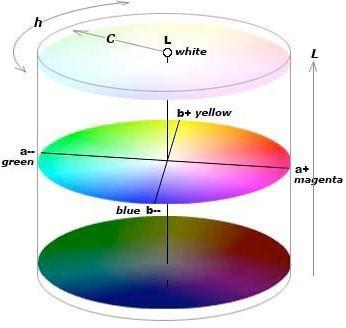 h
C
L
white
L
b+ yellow
a--
green
a+
magenta
blue b--